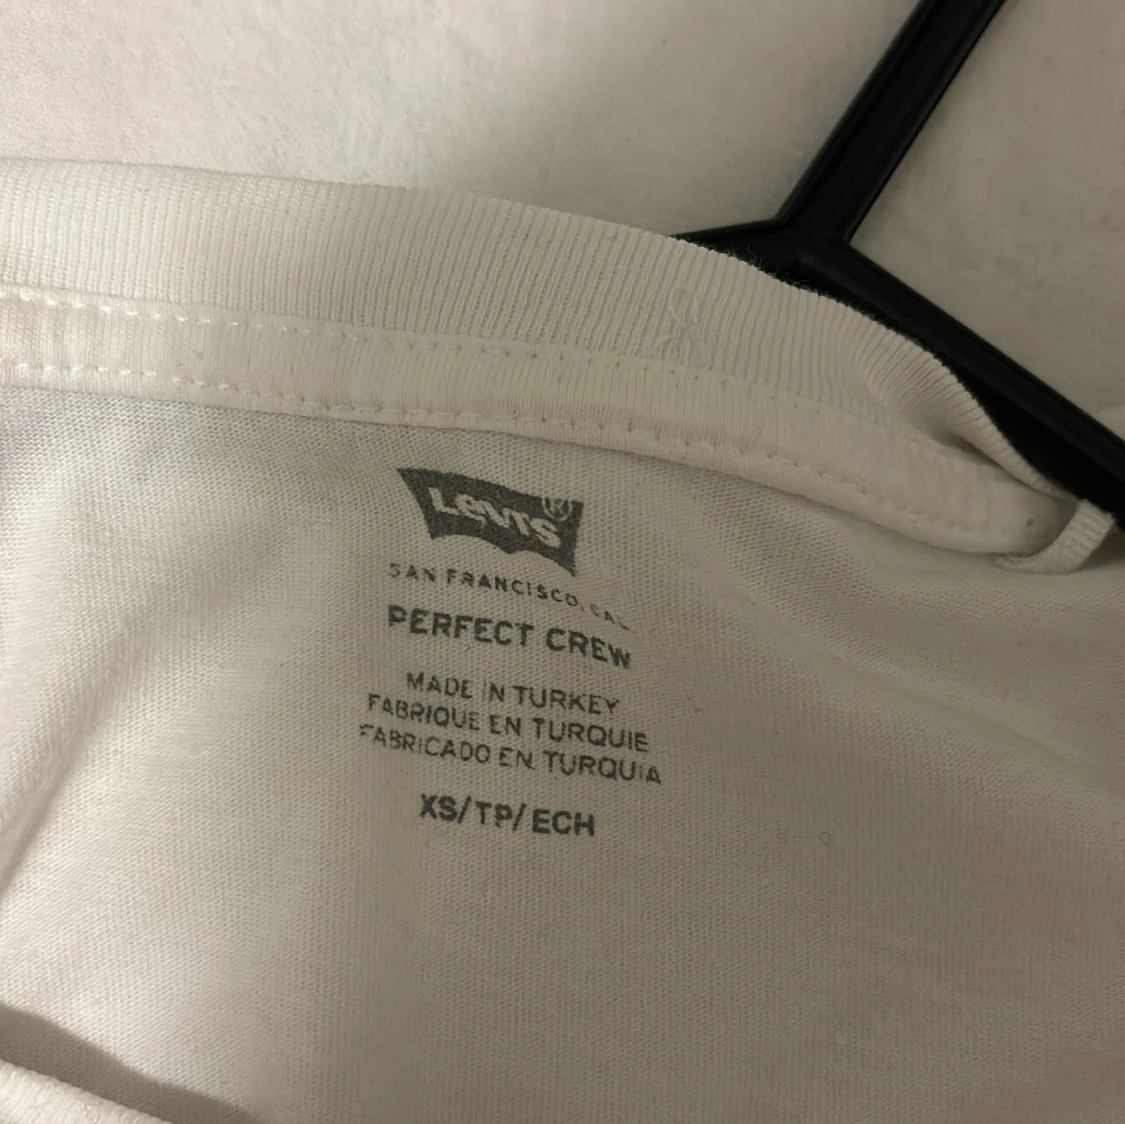 LEVI'S®
SAN FRANCISCO, CAL.
PERFECT CREW
MADE IN TURKEY
FABRIQUE EN TURQUIE
FABRICADO EN TURQUIA
XS/TP/ECH